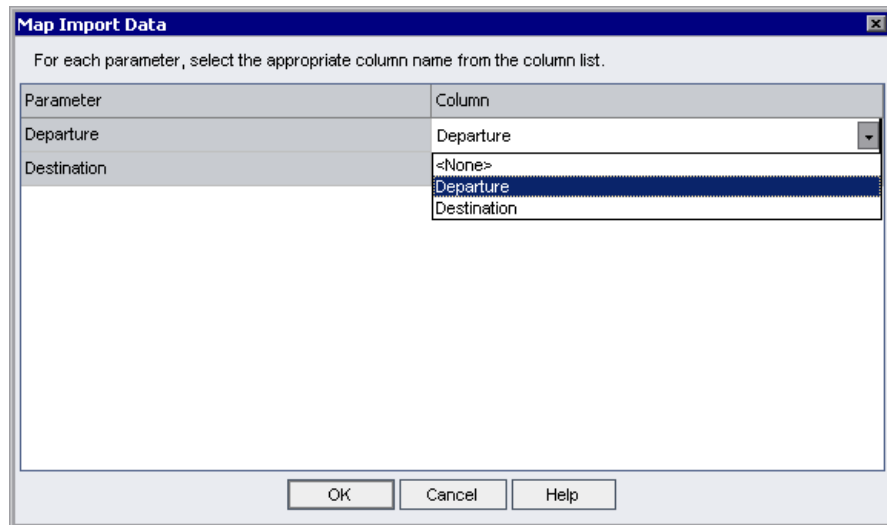 Map Import Data
For each parameter, select the appropriate column name from the column list.
Parameter Column
Departure Departure
Destination <None>
Departure
Destination
OK Cancel Help